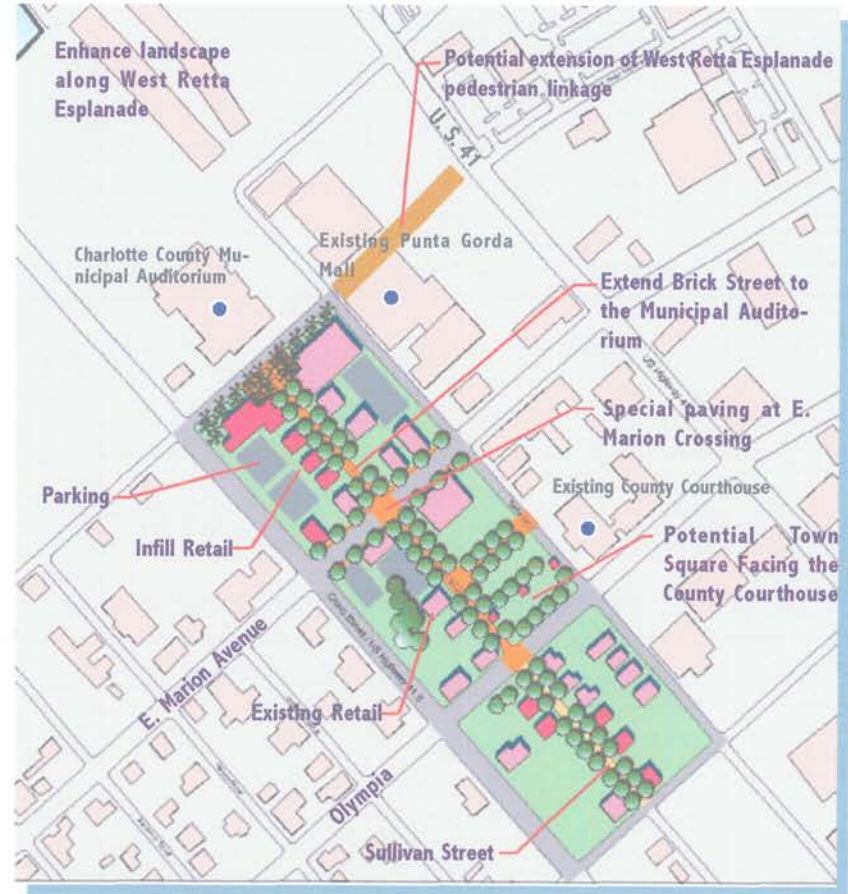 Enhance landscape
along West Retta
Esplanade
Potential extension of West Retta Esplanade
pedestrian linkage
U. S. 41
Charlotte County Mu-
nicipal Auditorium
Existing Punta Gorda
Mall
Extend Brick Street to
the Municipal Audito-
rium
Special paving at E.
Marion Crossing
Existing County Courthouse
Parking
Infill Retail
Potential Town
Square Facing the
County Courthouse
E. Marion Avenue
Existing Retail
Olympia
Sullivan Street